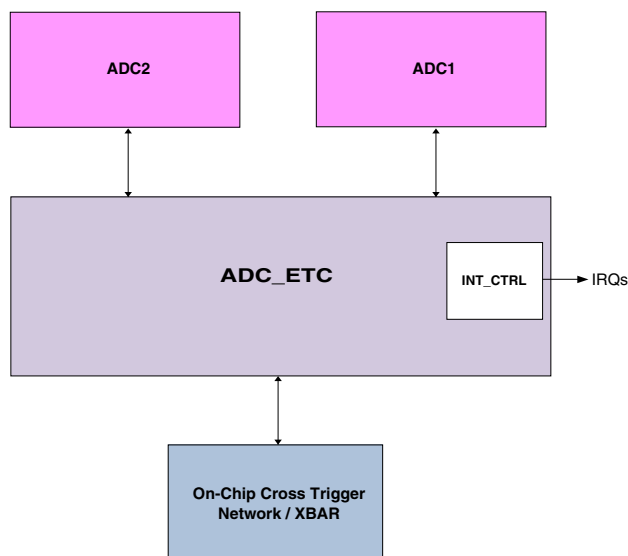 ADC2
ADC1
ADC_ETC
INT_CTRL
IRQs
On-Chip Cross Trigger
Network / XBAR